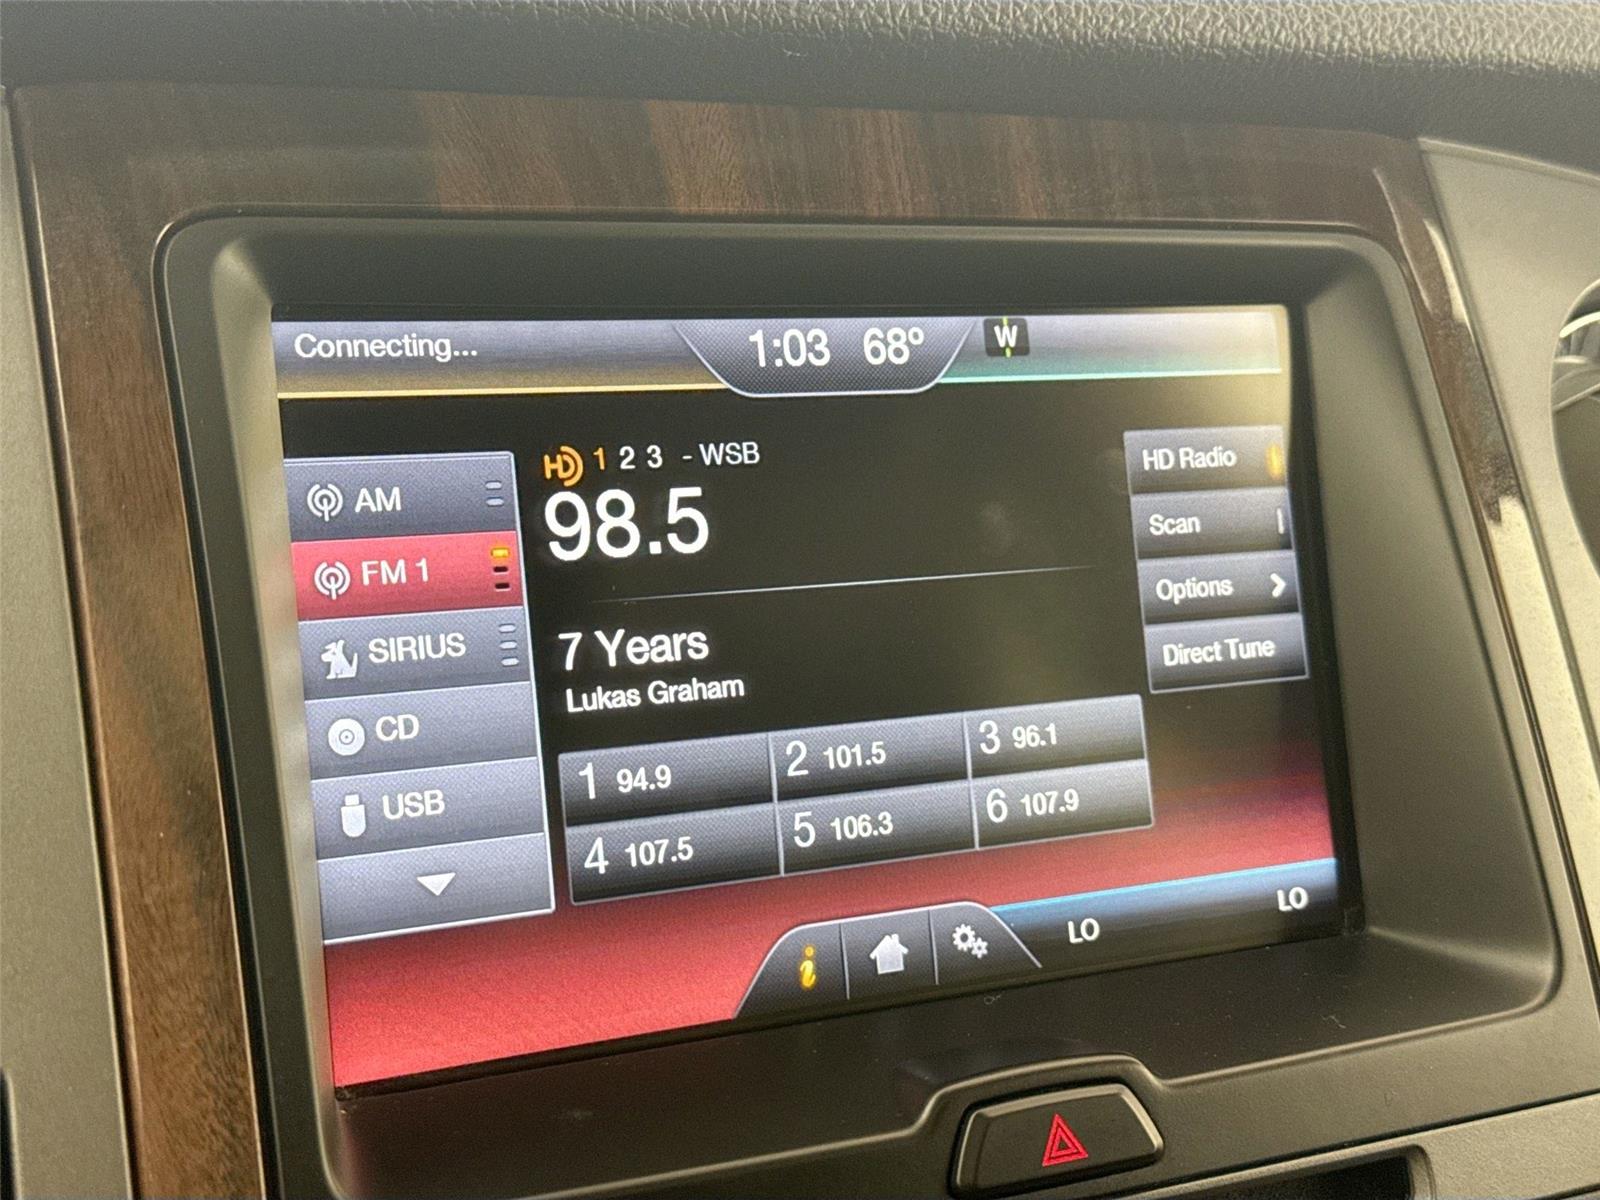 Connecting...
1:03 68°
W
HD 1 2 3 - WSB
98.5
7 Years
Lukas Graham
AM
FM 1
SIRIUS
CD
USB
HD Radio
Scan
Options
Direct Tune
1 94.9
2 101.5
3 96.1
4 107.5
5 106.3
6 107.9
i
LO
LO